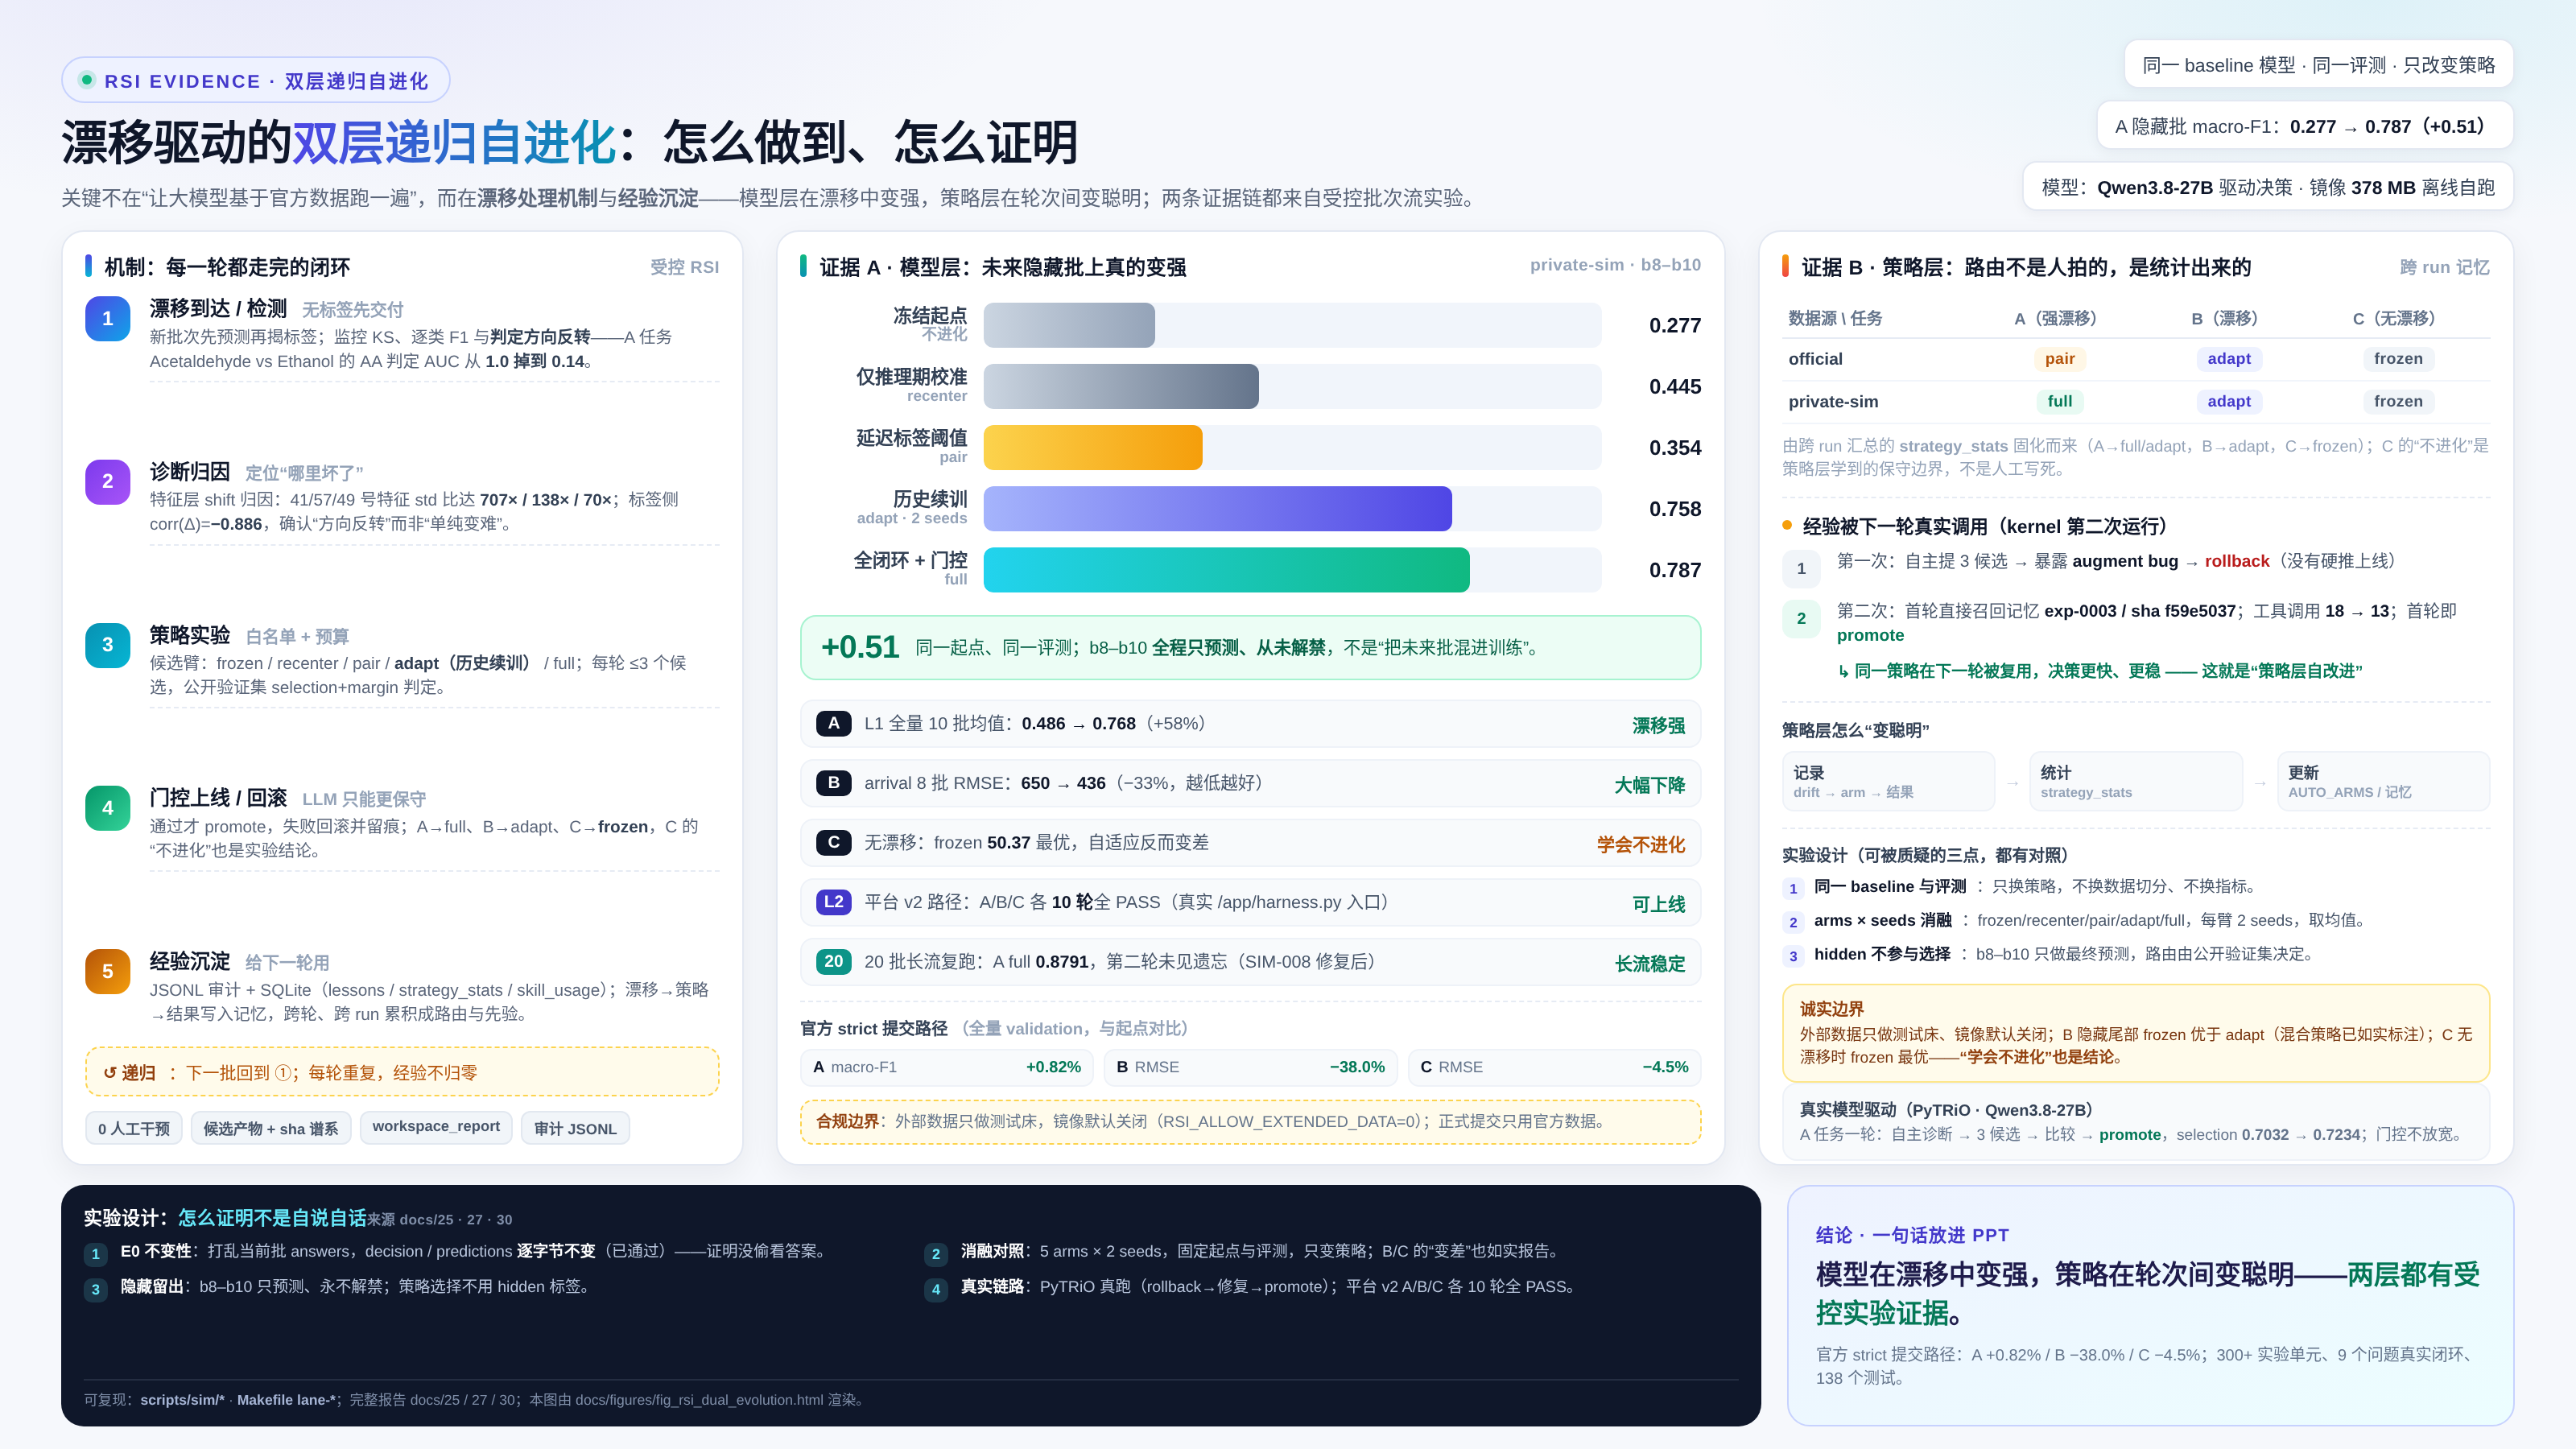 RSI EVIDENCE · 双层递归自进化
漂移驱动的双层递归自进化：怎么做到、怎么证明
关键不在“让大模型基于官方数据跑一遍”，而在漂移处理机制与经验沉淀——模型层在漂移中变强，策略层在轮次间变聪明；两条证据链都来自受控批次流实验。
同一 baseline 模型 · 同一评测 · 只改变策略
A 隐藏批 macro-F1：0.277 → 0.787（+0.51）
模型：Qwen3.8-27B 驱动决策 · 镜像 378 MB 离线自跑
机制：每一轮都走完的闭环 受控 RSI
1 漂移到达 / 检测 无标签先交付
新批次先预测再揭标签；监控 KS、逐类 F1 与判定方向反转——A 任务
Acetaldehyde vs Ethanol 的 AA 判定 AUC 从 1.0 掉到 0.14。
2 诊断归因 定位“哪里坏了”
特征层 shift 归因：41/57/49 号特征 std 比达 707× / 138× / 70×；标签侧
corr(Δ)=−0.886，确认“方向反转”而非“单纯变难”。
3 策略实验 白名单 + 预算
候选臂：frozen / recenter / pair / adapt（历史续训） / full；每轮 ≤3 个候
选，公开验证集 selection+margin 判定。
4 门控上线 / 回滚 LLM 只能更保守
通过才 promote，失败回滚并留痕；A→full、B→adapt、C→frozen，C 的
“不进化”也是实验结论。
5 经验沉淀 给下一轮用
JSONL 审计 + SQLite（lessons / strategy_stats / skill_usage）；漂移→策略
→结果写入记忆，跨轮、跨 run 累积成路由与先验。
↺ 递归 ：下一批回到 ①；每轮重复，经验不归零
0 人工干预 候选产物 + sha 谱系 workspace_report 审计 JSONL
证据 A · 模型层：未来隐藏批上真的变强 private-sim · b8–b10
冻结起点
不进化
0.277
仅推理期校准
recenter
0.445
延迟标签阈值
pair
0.354
历史续训
adapt · 2 seeds
0.758
全闭环 + 门控
full
0.787
+0.51 同一起点、同一评测；b8–b10 全程只预测、从未解禁，不是“把未来批混进训练”。
A L1 全量 10 批均值：0.486 → 0.768（+58%） 漂移强
B arrival 8 批 RMSE：650 → 436（−33%，越低越好） 大幅下降
C 无漂移：frozen 50.37 最优，自适应反而变差 学会不进化
L2 平台 v2 路径：A/B/C 各 10 轮全 PASS（真实 /app/harness.py 入口） 可上线
20 20 批长流复跑：A full 0.8791，第二轮未见遗忘（SIM-008 修复后） 长流稳定
官方 strict 提交路径 （全量 validation，与起点对比）
A macro-F1 +0.82% B RMSE −38.0% C RMSE −4.5%
合规边界：外部数据只做测试床，镜像默认关闭（RSI_ALLOW_EXTENDED_DATA=0）；正式提交只用官方数据。
证据 B · 策略层：路由不是人拍的，是统计出来的 跨 run 记忆
数据源 \ 任务 A（强漂移） B（漂移） C（无漂移）
official pair adapt frozen
private-sim full adapt frozen
由跨 run 汇总的 strategy_stats 固化而来（A→full/adapt，B→adapt，C→frozen）；C 的“不进化”是
策略层学到的保守边界，不是人工写死。
经验被下一轮真实调用（kernel 第二次运行）
1 第一次：自主提 3 候选 → 暴露 augment bug → rollback（没有硬推上线）
2 第二次：首轮直接召回记忆 exp-0003 / sha f59e5037；工具调用 18 → 13；首轮即
promote
↳ 同一策略在下一轮被复用，决策更快、更稳 —— 这就是“策略层自改进”
策略层怎么“变聪明”
记录 → 统计 → 更新
drift → arm → 结果 strategy_stats AUTO_ARMS / 记忆
实验设计（可被质疑的三点，都有对照）
1 同一 baseline 与评测 ：只换策略，不换数据切分、不换指标。
2 arms × seeds 消融 ：frozen/recenter/pair/adapt/full，每臂 2 seeds，取均值。
3 hidden 不参与选择 ：b8–b10 只做最终预测，路由由公开验证集决定。
诚实边界
外部数据只做测试床、镜像默认关闭；B 隐藏尾部 frozen 优于 adapt（混合策略已如实标注）；C 无
漂移时 frozen 最优——“学会不进化”也是结论。
真实模型驱动（PyTRiO · Qwen3.8-27B）
A 任务一轮：自主诊断 → 3 候选 → 比较 → promote，selection 0.7032 → 0.7234；门控不放宽。
实验设计：怎么证明不是自说自话来源 docs/25 · 27 · 30
1 E0 不变性：打乱当前批 answers，decision / predictions 逐字节不变（已通过）——证明没偷看答案。
2 消融对照：5 arms × 2 seeds，固定起点与评测，只变策略；B/C 的“变差”也如实报告。
3 隐藏留出：b8–b10 只预测、永不解禁；策略选择不用 hidden 标签。
4 真实链路：PyTRiO 真跑（rollback→修复→promote）；平台 v2 A/B/C 各 10 轮全 PASS。
可复现：scripts/sim/* · Makefile lane-*；完整报告 docs/25 / 27 / 30；本图由 docs/figures/fig_rsi_dual_evolution.html 渲染。
结论 · 一句话放进 PPT
模型在漂移中变强，策略在轮次间变聪明——两层都有受
控实验证据。
官方 strict 提交路径：A +0.82% / B −38.0% / C −4.5%；300+ 实验单元、9 个问题真实闭环、
138 个测试。